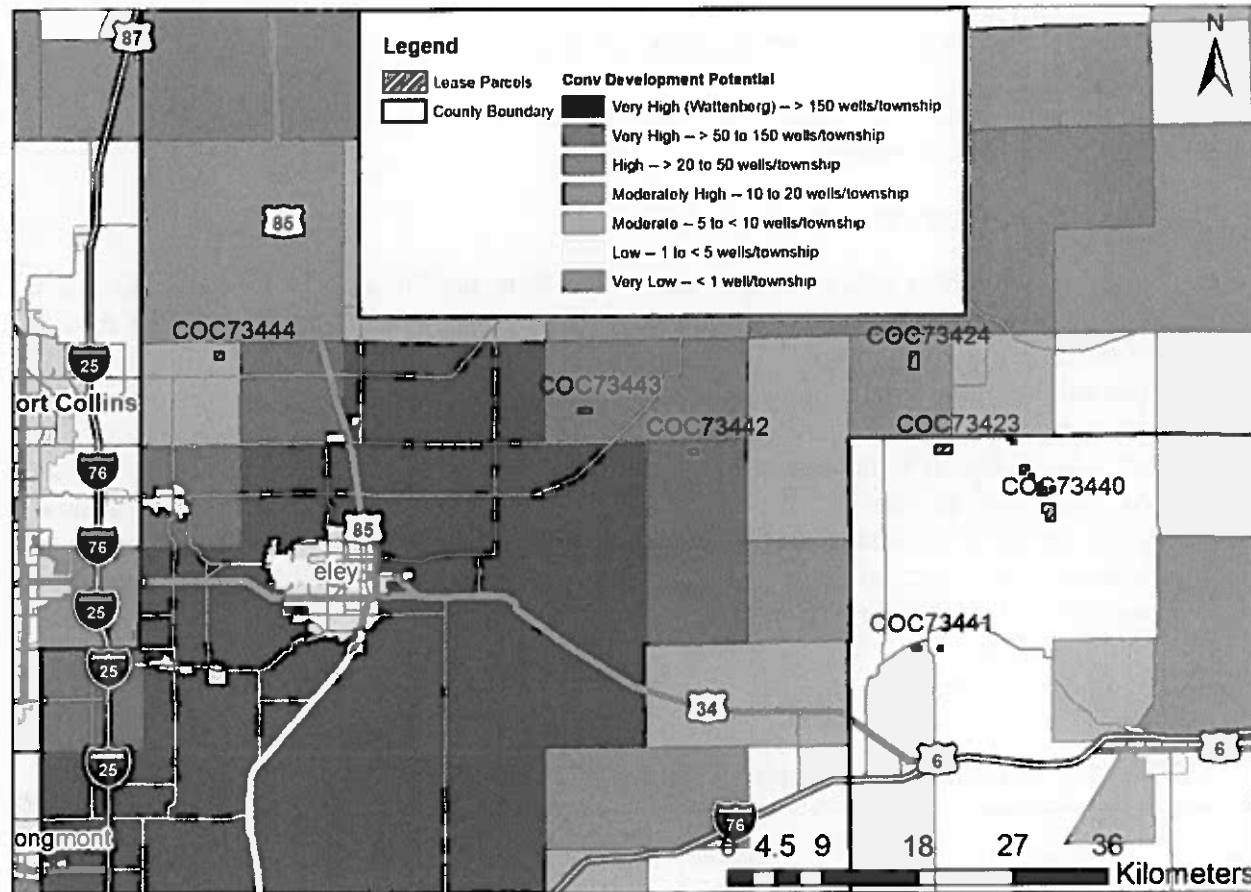 87
N
Legend
Lease Parcels
County Boundary
Conv Development Potential
Very High (Wattenberg) -- > 150 wells/township
Very High -- > 50 to 150 wells/township
High -- > 20 to 50 wells/township
Moderately High -- 10 to 20 wells/township
Moderate -- 5 to < 10 wells/township
Low -- 1 to < 5 wells/township
Very Low -- < 1 well/township
85
COC73444
COC73424
25
COC73443
ort Collins
COC73442
COC73423
76
COC73440
85
76
eley
25
COC73441
25
34
6
6
25
76
ongmont
0 4.5 9 18 27 36
Kilometers